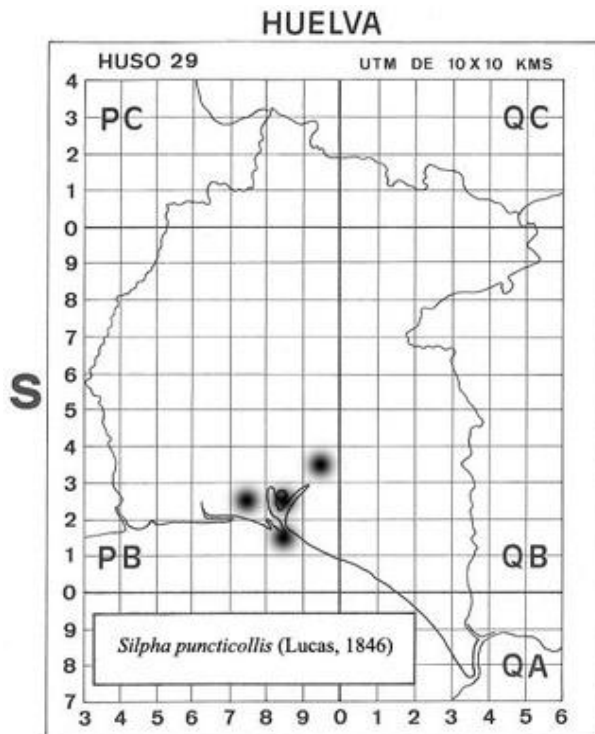 HUELVA
HUSO 29 UTM DE 10 X 10 KMS
4
PC QC
3
2
1
0
9
8
7
6
S
5
4
3
2
1
PB QB
0
9
Silpha puncticollis (Lucas, 1846)
8 QA
7
3 4 5 6 7 8 9 0 1 2 3 4 5 6